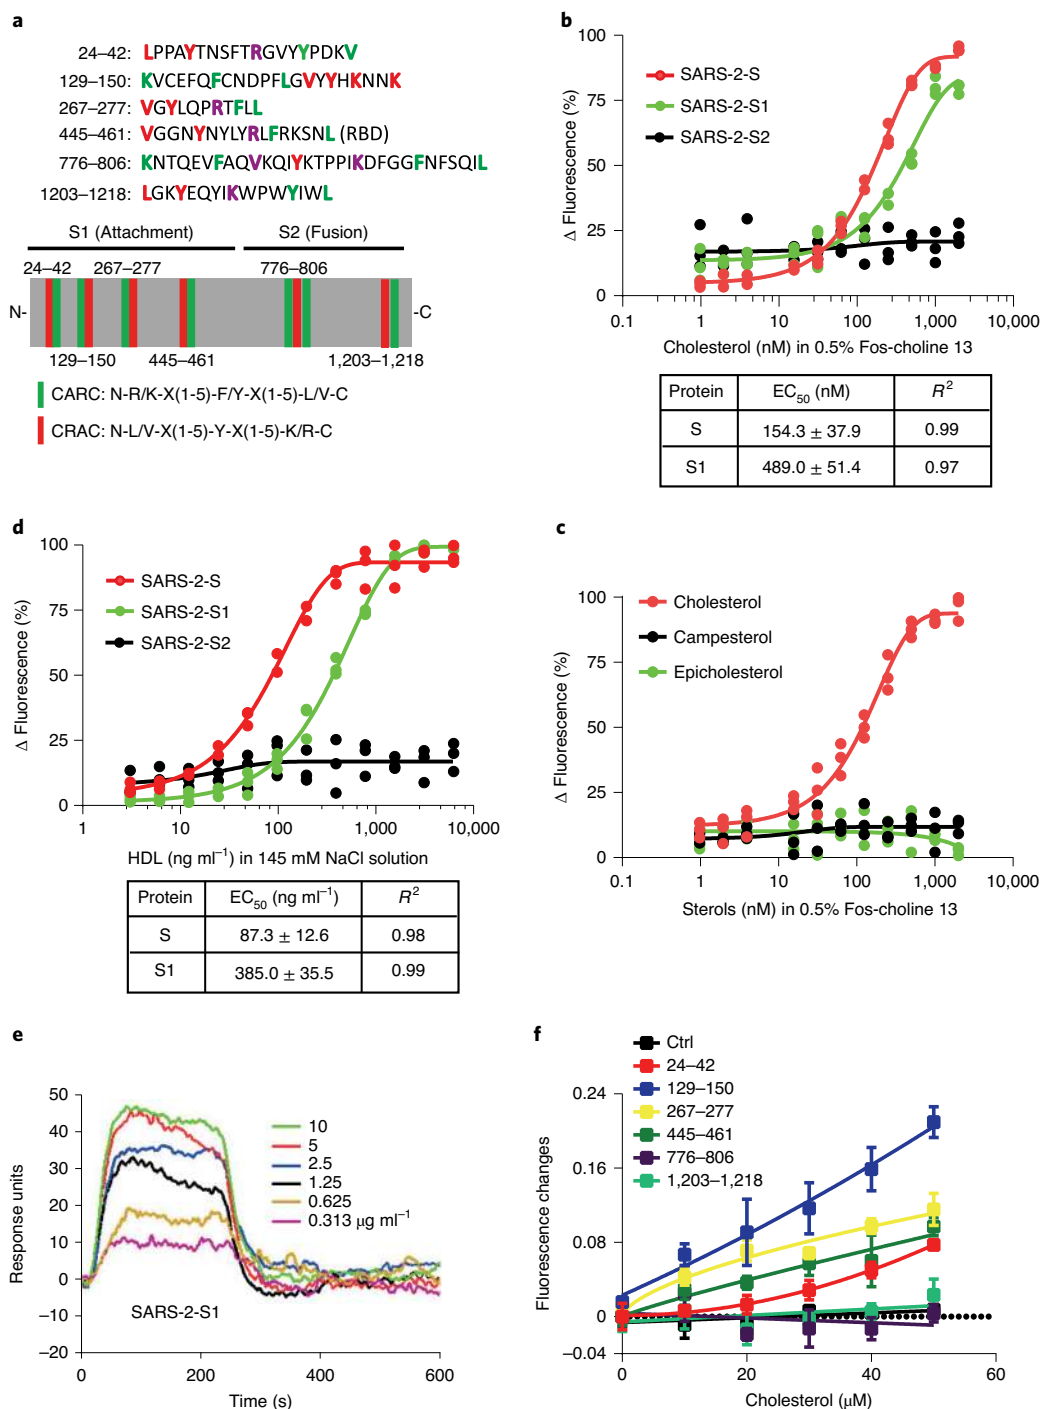 a
24–42: LPPAYTNSFTRGVYYPDKV
129–150: KVCEFQFCNDPFLGVYYHKNNK
267–277: VGYLQPRTFLL
445–461: VGGNYNYLYRLFRKSNL (RBD)
776–806: KNTQEVFAQVKQIYKTPPIKDFGGFNFSQIL
1203–1218: LGKYEQYIKWPWYIWL
S1 (Attachment) S2 (Fusion)
24–42 267–277 776–806
N- -C
129–150 445–461 1,203–1,218
CARC: N-R/K-X(1-5)-F/Y-X(1-5)-L/V-C
CRAC: N-L/V-X(1-5)-Y-X(1-5)-K/R-C
b
Δ Fluorescence (%)
100
75
50
25
0
SARS-2-S
SARS-2-S1
SARS-2-S2
0.1 1 10 100 1,000 10,000
Cholesterol (nM) in 0.5% Fos-choline 13
Protein EC50 (nM) R2
S 154.3 ± 37.9 0.99
S1 489.0 ± 51.4 0.97
d
Δ Fluorescence (%)
100
75
50
25
0
SARS-2-S
SARS-2-S1
SARS-2-S2
1 10 100 1,000 10,000
HDL (ng ml–1) in 145 mM NaCl solution
Protein EC50 (ng ml–1) R2
S 87.3 ± 12.6 0.98
S1 385.0 ± 35.5 0.99
c
Δ Fluorescence (%)
100
75
50
25
0
Cholesterol
Campesterol
Epicholesterol
0.1 1 10 100 1,000 10,000
Sterols (nM) in 0.5% Fos-choline 13
e
Response units
50
40
30
20
10
0
–10
–20
10
5
2.5
1.25
0.625
0.313 μg ml–1
SARS-2-S1
0 200 400 600
Time (s)
f
Ctrl
24–42
129–150
267–277
445–461
776–806
1,203–1,218
Fluorescence changes
0.24
0.16
0.08
0
–0.04
0 20 40 60
Cholesterol (μM)